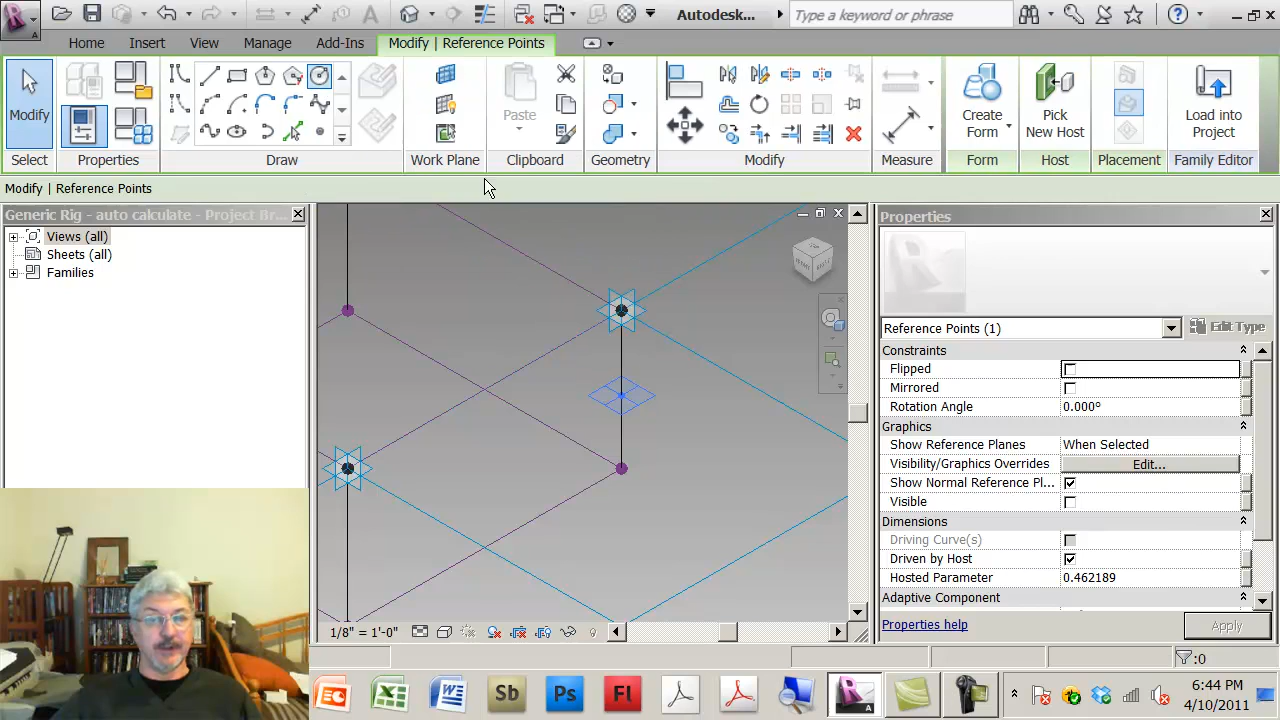 Autodesk...
Type a keyword or phrase
Home
Insert
View
Manage
Add-Ins
Modify | Reference Points
Modify
Paste
Create Form
Pick New Host
Load into Project
Select
Properties
Draw
Work Plane
Clipboard
Geometry
Modify
Measure
Form
Host
Placement
Family Editor
Modify | Reference Points
Generic Rig - auto calculate - Project Br...
Views (all)
Sheets (all)
Families
TOP
Properties
Reference Points (1)
Edit Type
Constraints
Flipped
Mirrored
Rotation Angle
0.000º
Graphics
Show Reference Planes
When Selected
Visibility/Graphics Overrides
Edit...
Show Normal Reference Pl...
Visible
Dimensions
Driving Curve(s)
Driven by Host
Hosted Parameter
0.462189
Adaptive Component
Properties help
Apply
1/8" = 1'-0"
:0
Sb
Ps
Fl
A
6:44 PM
4/10/2011